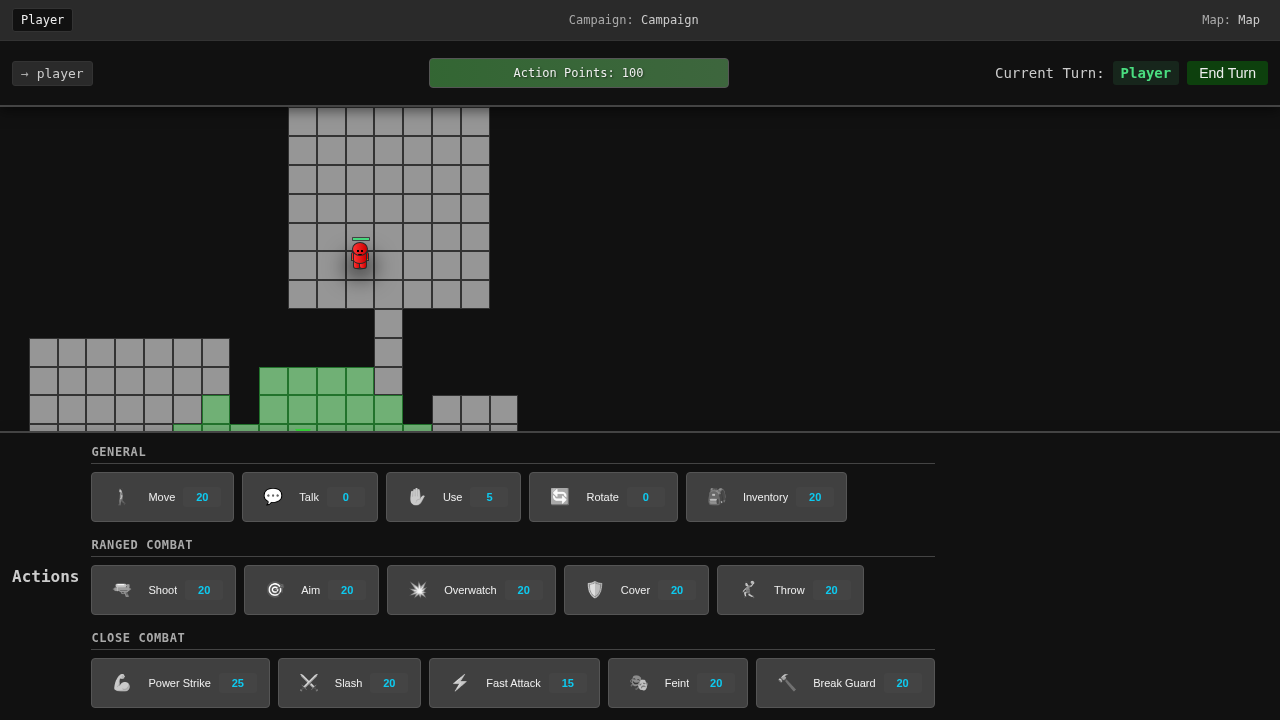 Player
Campaign: Campaign
Map: Map
→ player
Action Points: 100
Current Turn: Player
End Turn
Actions
GENERAL
Move 20
Talk 0
Use 5
Rotate 0
Inventory 20
RANGED COMBAT
Shoot 20
Aim 20
Overwatch 20
Cover 20
Throw 20
CLOSE COMBAT
Power Strike 25
Slash 20
Fast Attack 15
Feint 20
Break Guard 20